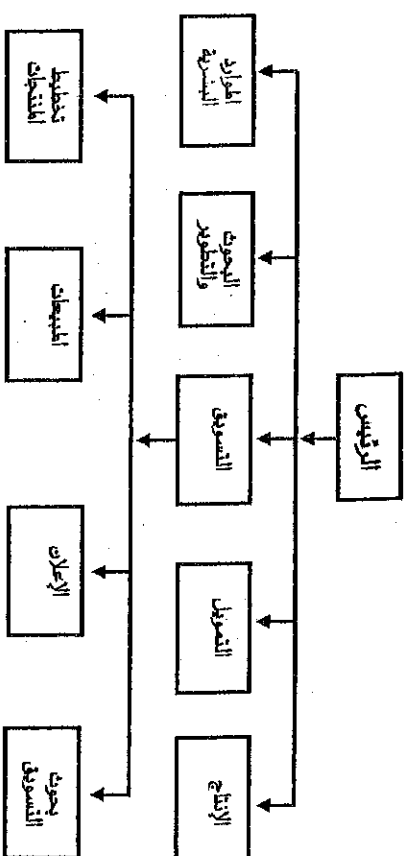 الرئيس
الإنتاج
التمويل
التسويق
البحوث
والتطوير
الموارد
البشرية
بحوث
التسويق
الإعلان
المبيعات
تخطيط
المنتجات